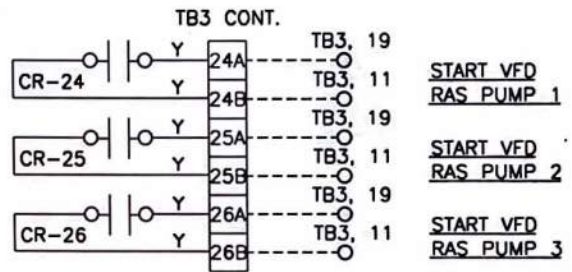 TB3 CONT.
Y 24A TB3, 19
CR-24 Y 24B TB3, 11 START VFD
RAS PUMP 1
Y 25A TB3, 19
CR-25 Y 25B TB3, 11 START VFD
RAS PUMP 2
Y 26A TB3, 19
CR-26 Y 26B TB3, 11 START VFD
RAS PUMP 3